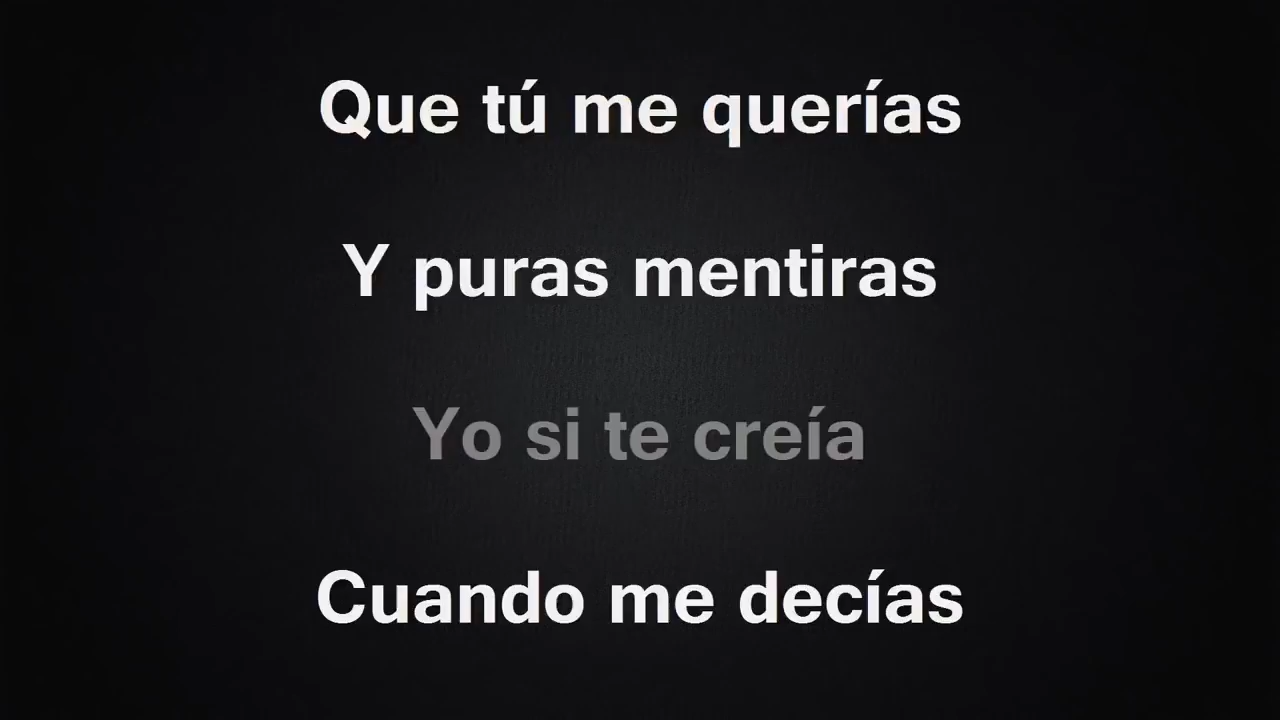 Que tú me querías
Y puras mentiras
Yo si te creía
Cuando me decías